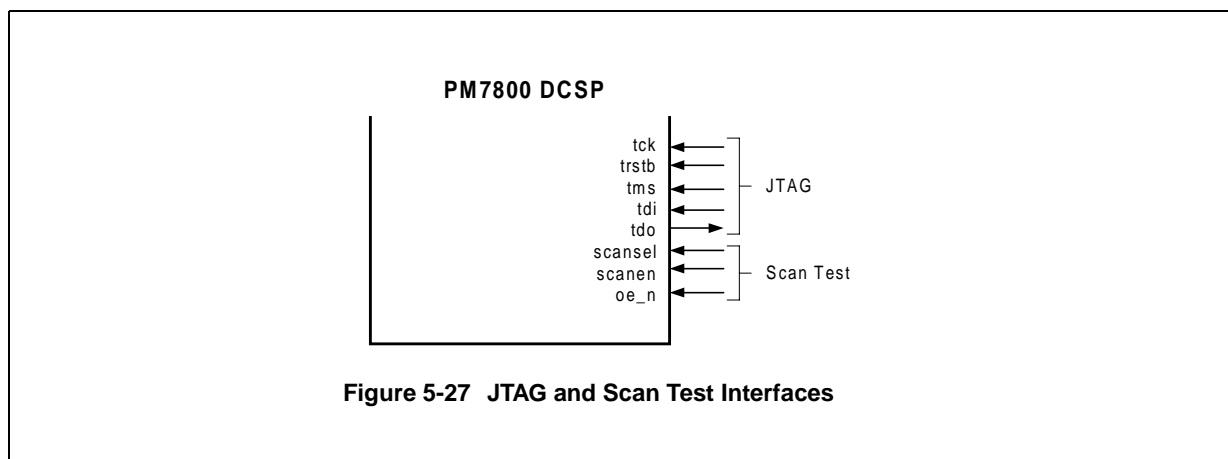 PM7800 DCSP
tck
trstb
tms
tdi
tdo
JTAG
scansel
scanen
oe_n
Scan Test
Figure 5-27 JTAG and Scan Test Interfaces